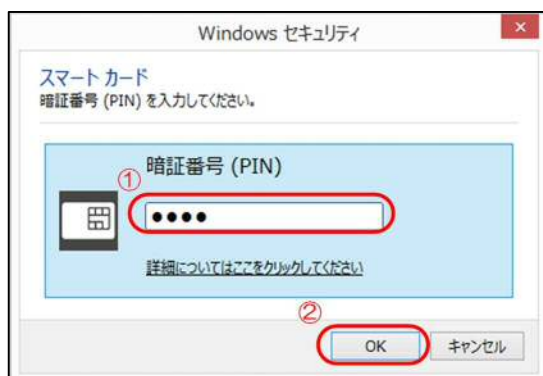 Windows セキュリティ
スマート カード
暗証番号 (PIN) を入力してください。
暗証番号 (PIN)
①
●●●●
詳細についてはここをクリックしてください
②
OK
キャンセル